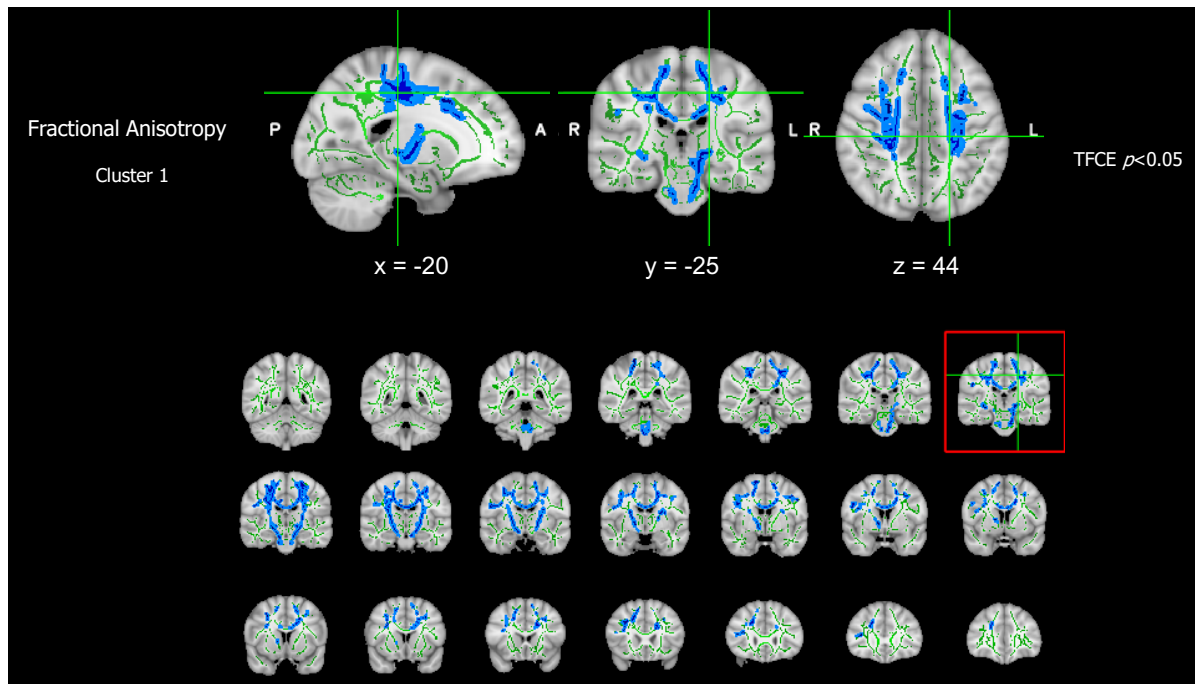 Fractional Anisotropy
Cluster 1
P A R L R L
TFCE p<0.05
x = -20 y = -25 z = 44